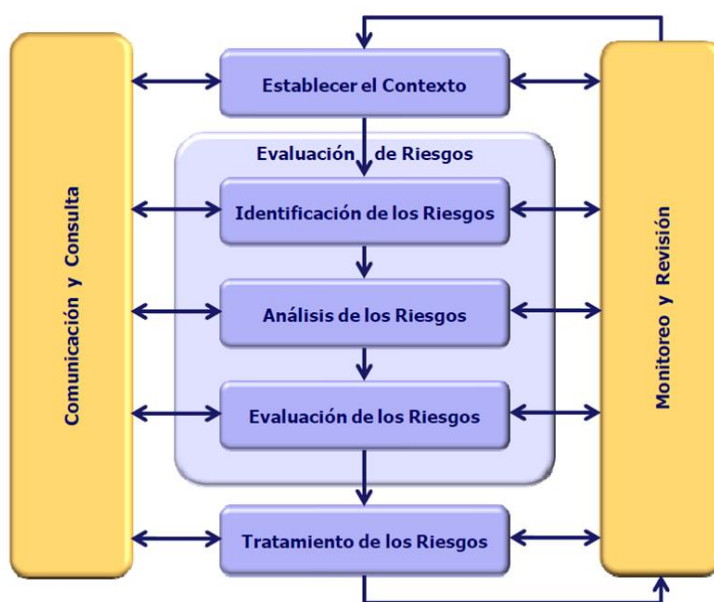 Establecer el Contexto
Evaluación de Riesgos
Identificación de los Riesgos
Análisis de los Riesgos
Evaluación de los Riesgos
Tratamiento de los Riesgos
Comunicación y Consulta
Monitoreo y Revisión